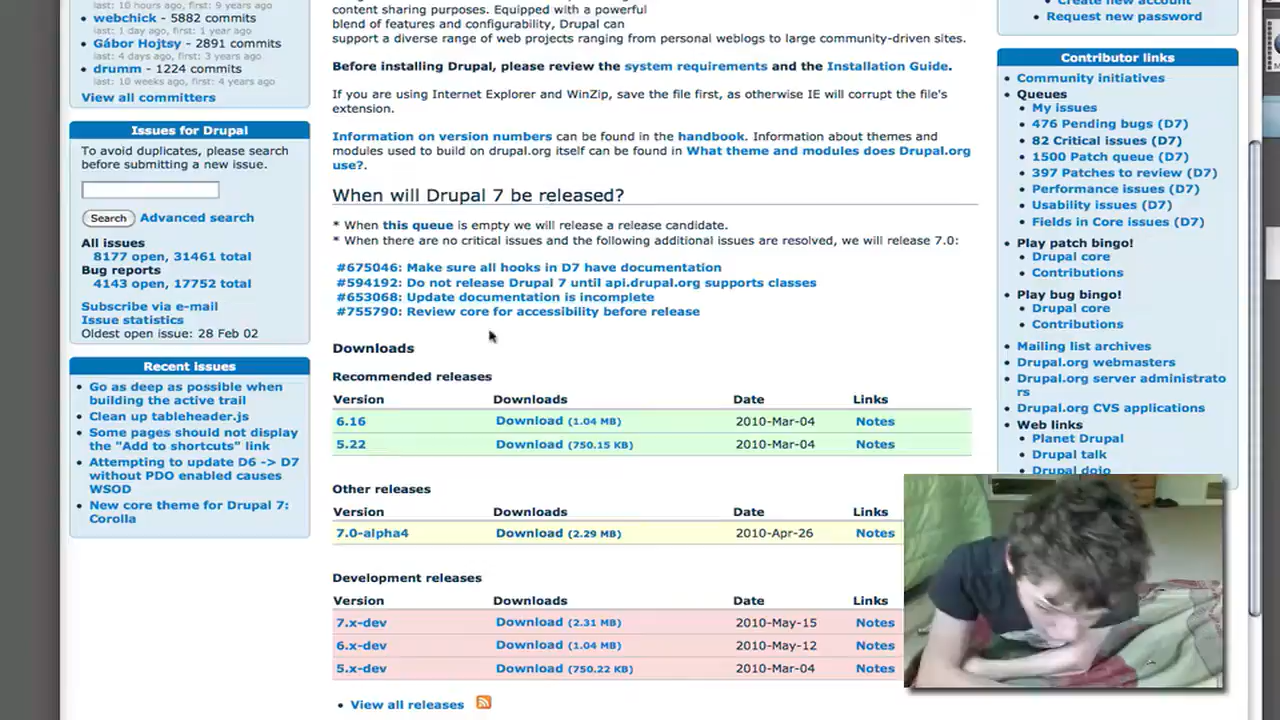 last: 10 hours ago, first: 9 years ago
webchick - 5882 commits
last: 1 day ago, first: 1 year ago
Gábor Hojtsy - 2891 commits
last: 4 days ago, first: 3 years ago
drumm - 1224 commits
last: 10 weeks ago, first: 4 years ago
View all committers
Issues for Drupal
To avoid duplicates, please search
before submitting a new issue.
Search Advanced search
All issues
8177 open, 31461 total
Bug reports
4143 open, 17752 total
Subscribe via e-mail
Issue statistics
Oldest open issue: 28 Feb 02
Recent issues
Go as deep as possible when
building the active trail
Clean up tableheader.js
Some pages should not display
the "Add to shortcuts" link
Attempting to update D6 -> D7
without PDO enabled causes
WSOD
New core theme for Drupal 7:
Corolla
content sharing purposes. Equipped with a powerful
blend of features and configurability, Drupal can
support a diverse range of web projects ranging from personal weblogs to large community-driven sites.
Before installing Drupal, please review the system requirements and the Installation Guide.
If you are using Internet Explorer and WinZip, save the file first, as otherwise IE will corrupt the file's
extension.
Information on version numbers can be found in the handbook. Information about themes and
modules used to build on drupal.org itself can be found in What theme and modules does Drupal.org
use?.
When will Drupal 7 be released?
* When this queue is empty we will release a release candidate.
* When there are no critical issues and the following additional issues are resolved, we will release 7.0:
#675046: Make sure all hooks in D7 have documentation
#594192: Do not release Drupal 7 until api.drupal.org supports classes
#653068: Update documentation is incomplete
#755790: Review core for accessibility before release
Downloads
Recommended releases
Version Downloads Date Links
6.16 Download (1.04 MB) 2010-Mar-04 Notes
5.22 Download (750.15 KB) 2010-Mar-04 Notes
Other releases
Version Downloads Date Links
7.0-alpha4 Download (2.29 MB) 2010-Apr-26 Notes
Development releases
Version Downloads Date Links
7.x-dev Download (2.31 MB) 2010-May-15 Notes
6.x-dev Download (1.04 MB) 2010-May-12 Notes
5.x-dev Download (750.22 KB) 2010-Mar-04 Notes
View all releases
Create new account
Request new password
Contributor links
Community initiatives
Queues
My issues
476 Pending bugs (D7)
82 Critical issues (D7)
1500 Patch queue (D7)
397 Patches to review (D7)
Performance issues (D7)
Usability issues (D7)
Fields in Core issues (D7)
Play patch bingo!
Drupal core
Contributions
Play bug bingo!
Drupal core
Contributions
Mailing list archives
Drupal.org webmasters
Drupal.org server administrato
rs
Drupal.org CVS applications
Web links
Planet Drupal
Drupal talk
Drupal dojo